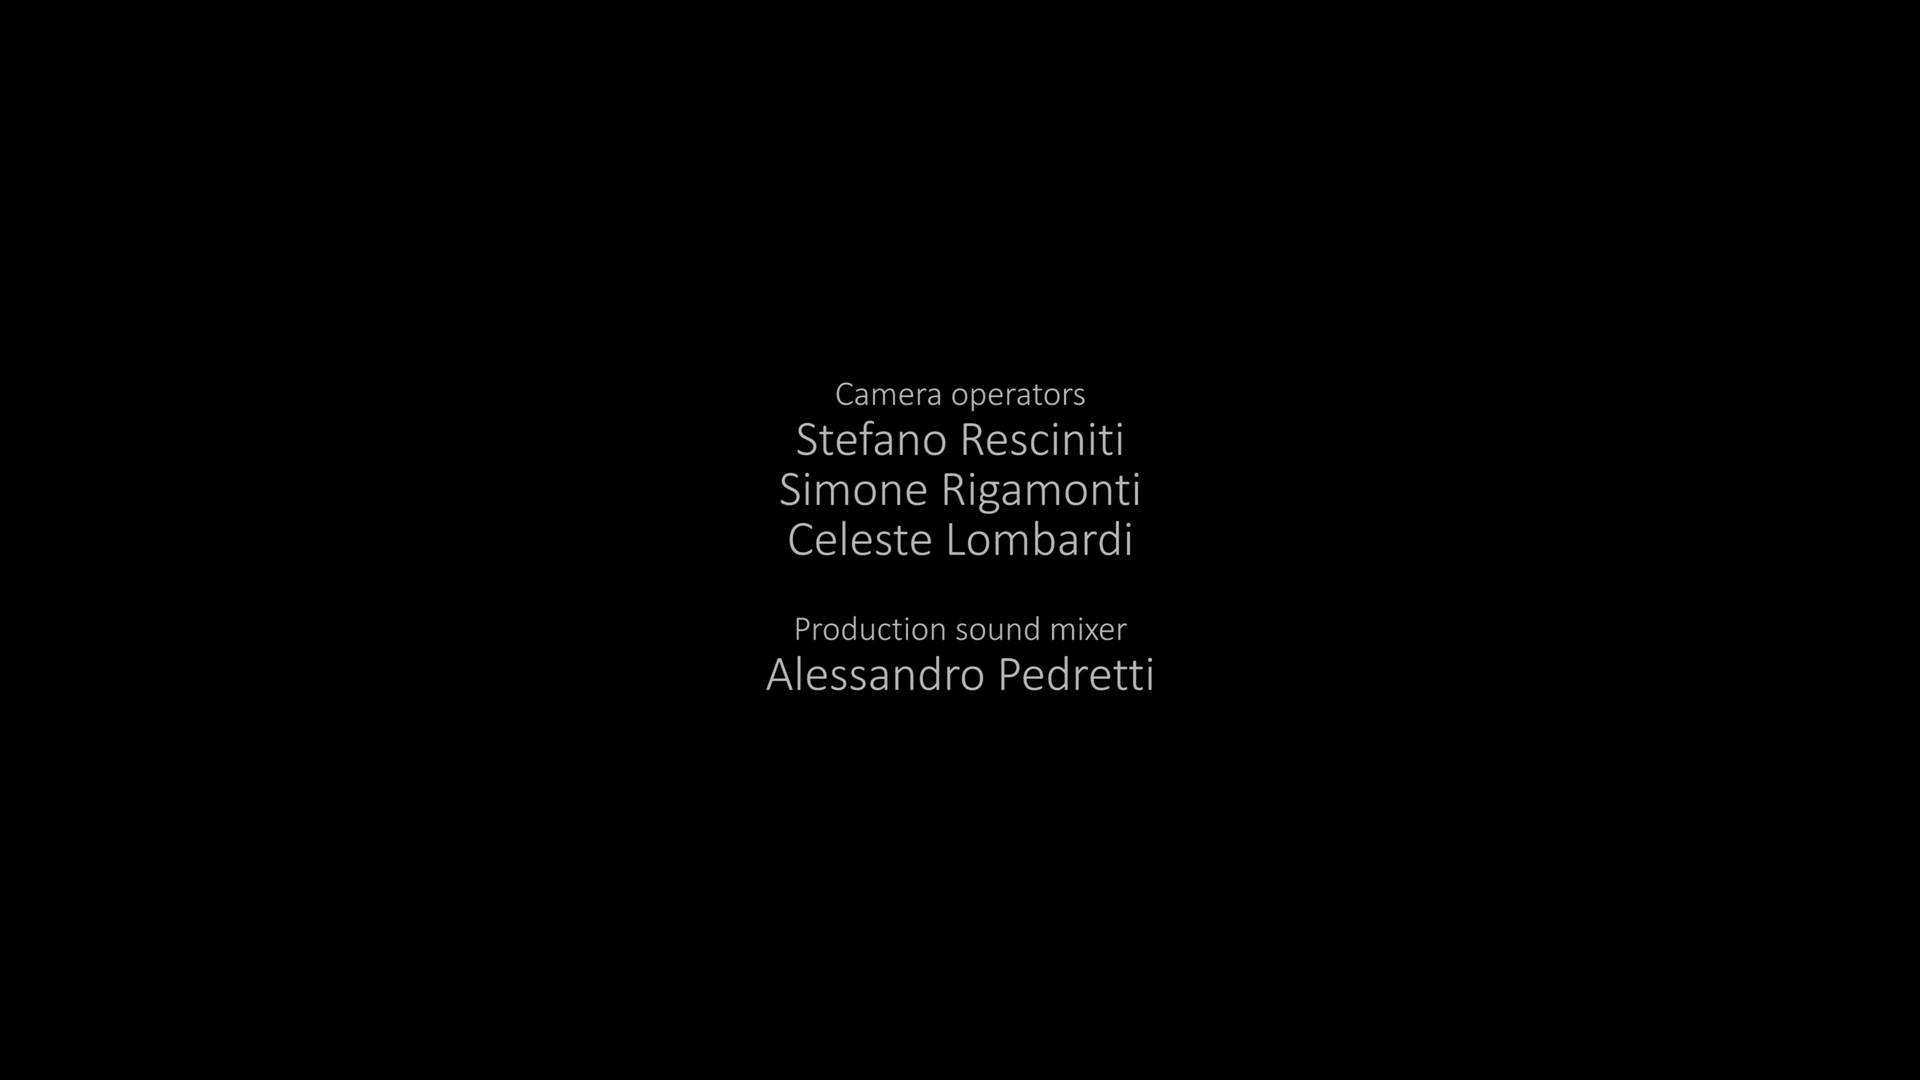 Camera operators
Stefano Resciniti
Simone Rigamonti
Celeste Lombardi
Production sound mixer
Alessandro Pedretti